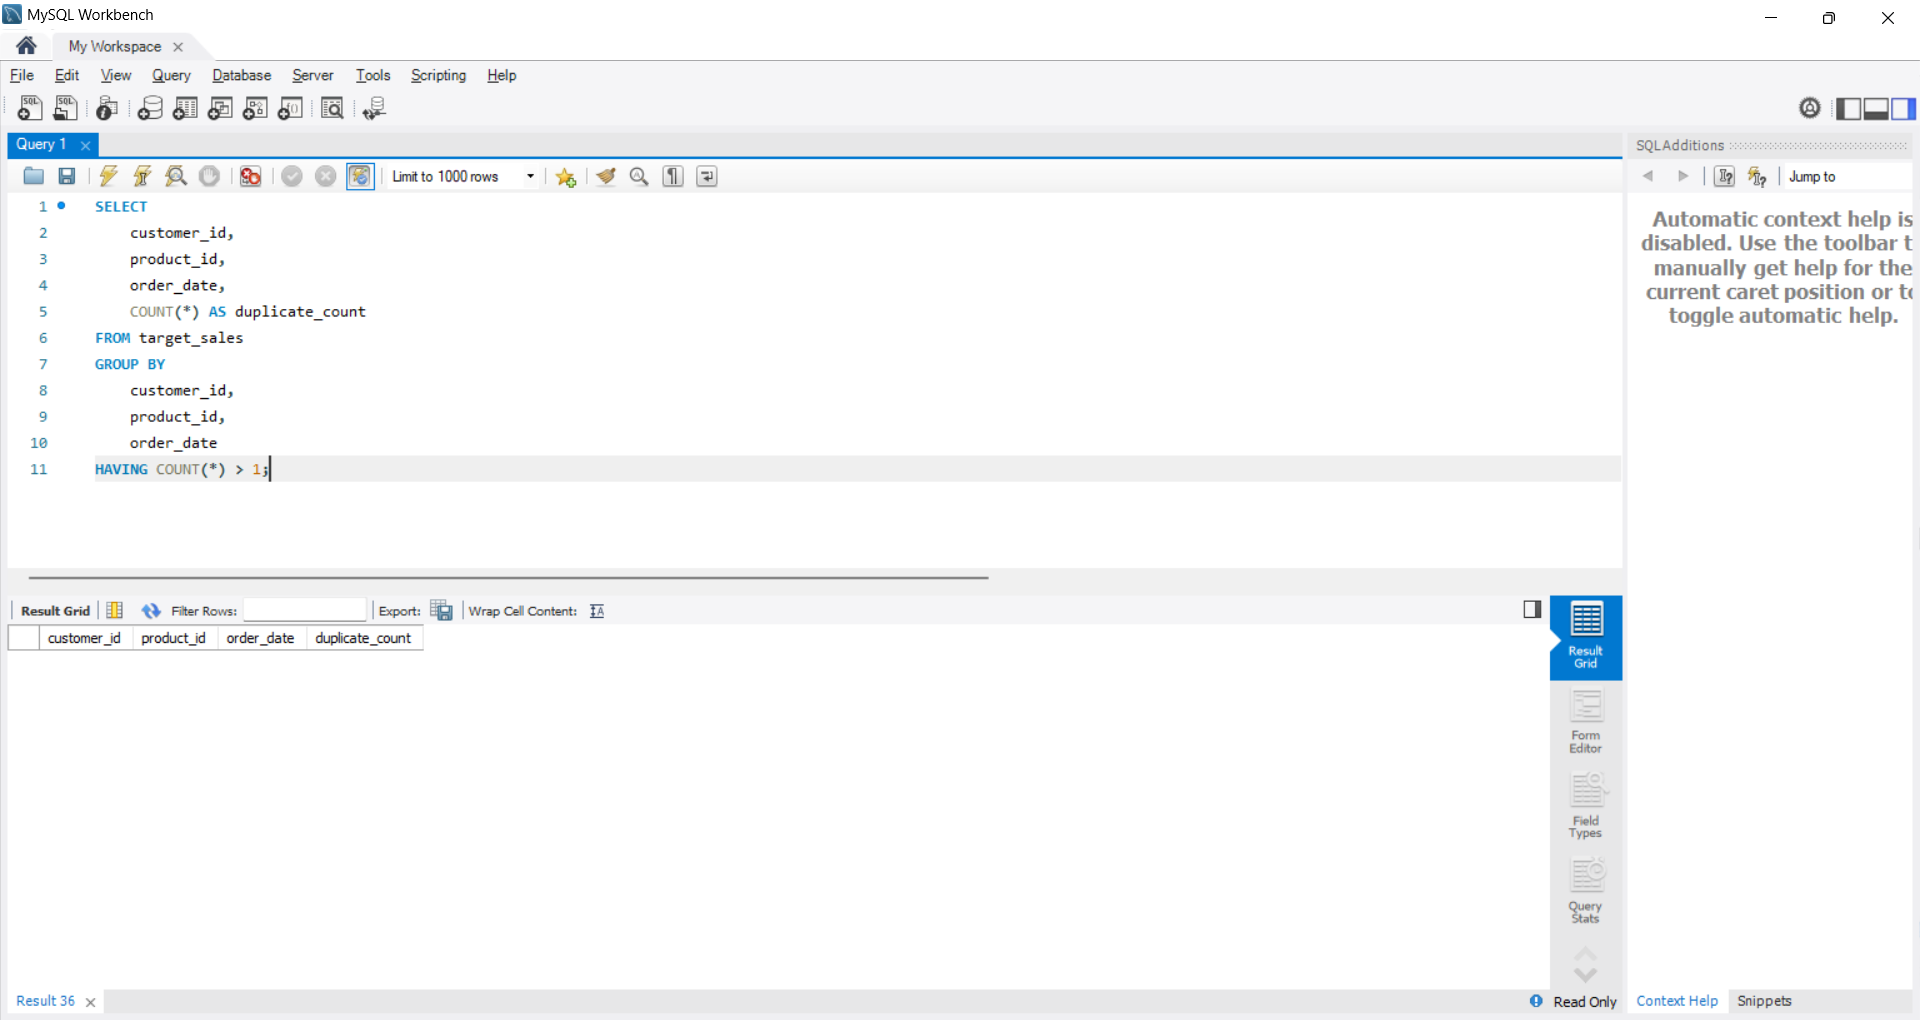 MySQL Workbench
My Workspace
File Edit View Query Database Server Tools Scripting Help
Query 1
SQLAdditions
Limit to 1000 rows
Jump to
1 SELECT
2 customer_id,
3 product_id,
4 order_date,
5 COUNT(*) AS duplicate_count
6 FROM target_sales
7 GROUP BY
8 customer_id,
9 product_id,
10 order_date
11 HAVING COUNT(*) > 1;
Automatic context help is
disabled. Use the toolbar t
manually get help for the
current caret position or to
toggle automatic help.
Result Grid Filter Rows: Export: Wrap Cell Content:
customer_id product_id order_date duplicate_count
Result
Grid
Form
Editor
Field
Types
Query
Stats
Result 36
Read Only
Context Help Snippets